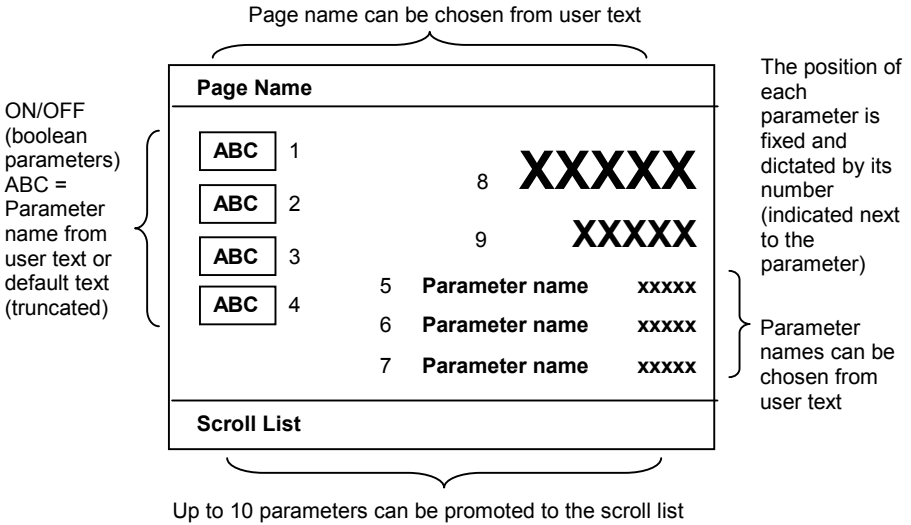 Page name can be chosen from user text
Page Name
ON/OFF
(boolean
parameters)
ABC =
Parameter
name from
user text or
default text
(truncated)
ABC 1
ABC 2
ABC 3
ABC 4
8 XXXXX
9 XXXXX
5 Parameter name xxxxx
6 Parameter name xxxxx
7 Parameter name xxxxx
The position of
each
parameter is
fixed and
dictated by its
number
(indicated next
to the
parameter)
Parameter
names can be
chosen from
user text
Scroll List
Up to 10 parameters can be promoted to the scroll list